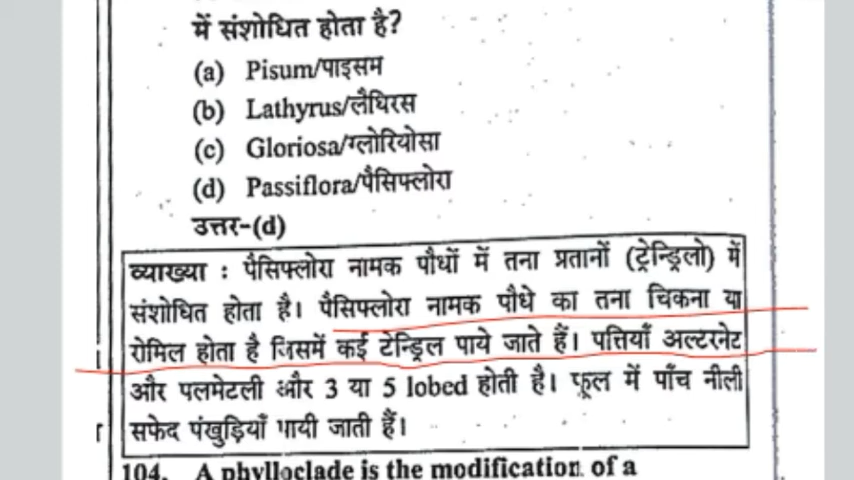 में संशोधित होता है?
(a) Pisum/पाइसम
(b) Lathyrus/लैथिरस
(c) Gloriosa/ग्लोरियोसा
(d) Passiflora/पैसिफ्लोरा
उत्तर-(d)
व्याख्या : पैसिफ्लोरा नामक पौधों में तना प्रतानों (ट्रेन्ड्रिलो) में
संशोधित होता है। पैसिफ्लोरा नामक पौधे का तना चिकना या
रोमिल होता है जिसमें कई टेन्ड्रिल पाये जाते हैं। पत्तियाँ अल्टरनेट
और पलमेटली और 3 या 5 lobed होती है। फूल में पाँच नीली
सफेद पंखुड़ियाँ पायी जाती हैं।
104. A phylloclade is the modification of a